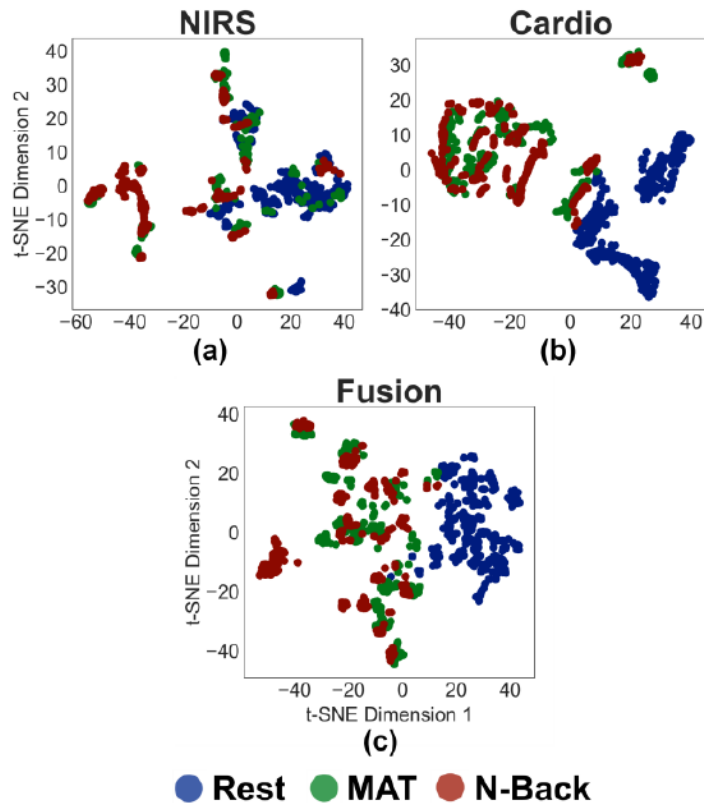 NIRS
t-SNE Dimension 2
40
30
20
10
0
−10
−20
−30
−60 −40 −20 0 20 40
(a)
Cardio
30
20
10
0
−10
−20
−30
−40
−40 −20 0 20 40
(b)
Fusion
t-SNE Dimension 2
40
20
0
−20
−40
−40 −20 0 20 40
t-SNE Dimension 1
(c)
Rest MAT N-Back